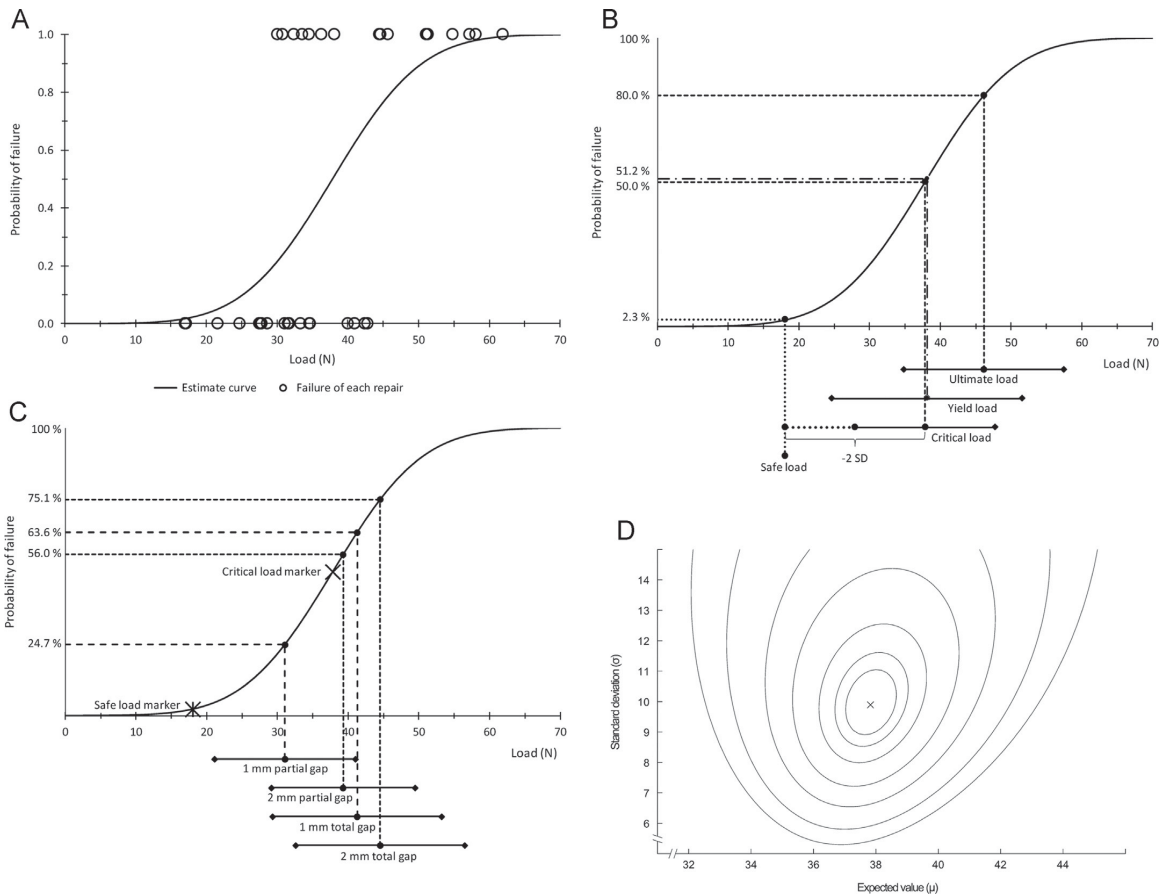 A
Probability of failure
1.0
0.8
0.6
0.4
0.2
0.0
0 10 20 30 40 50 60 70
Load (N)
Estimate curve
Failure of each repair
B
Probability of failure
100 %
80.0 %
51.2 %
50.0 %
2.3 %
0 10 20 30 40 50 60 70
Load (N)
Ultimate load
Yield load
Critical load
Safe load
-2 SD
C
Probability of failure
100 %
75.1 %
63.6 %
56.0 %
24.7 %
Critical load marker
Safe load marker
0 10 20 30 40 50 60 70
Load (N)
1 mm partial gap
2 mm partial gap
1 mm total gap
2 mm total gap
D
Standard deviation (σ)
14
13
12
11
10
9
8
7
6
32 34 36 38 40 42 44
Expected value (μ)